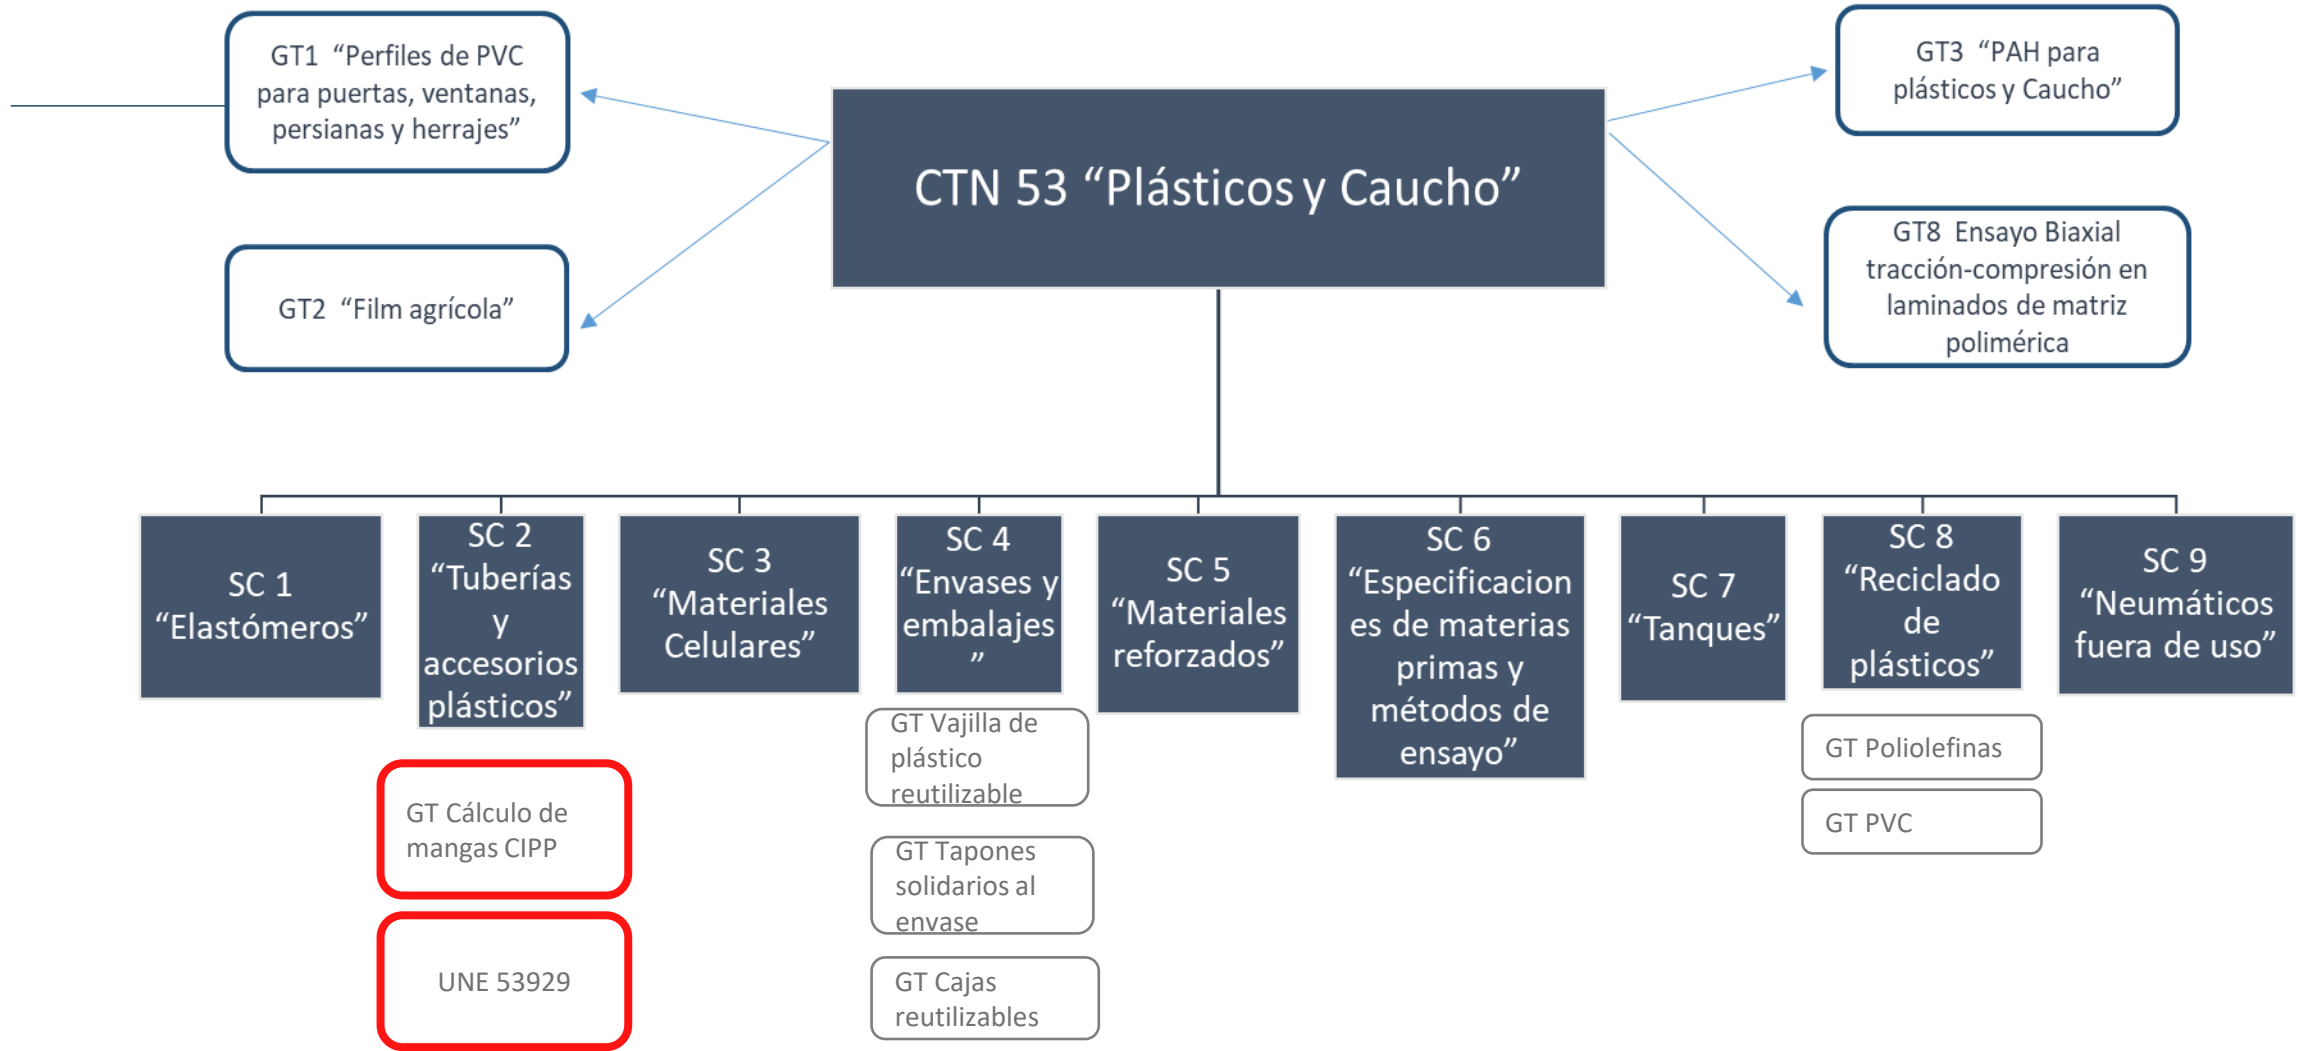 GT1 “Perfiles de PVC
para puertas, ventanas,
persianas y herrajes”
GT2 “Film agrícola”
CTN 53 “Plásticos y Caucho”
GT3 “PAH para
plásticos y Caucho”
GT8 Ensayo Biaxial
tracción-compresión en
laminados de matriz
polimérica
SC 1
“Elastómeros”
SC 2
“Tuberías
y
accesorios
plásticos”
GT Cálculo de
mangas CIPP
UNE 53929
SC 3
“Materiales
Celulares”
SC 4
“Envases y
embalajes
”
GT Vajilla de
plástico
reutilizable
GT Tapones
solidarios al
envase
GT Cajas
reutilizables
SC 5
“Materiales
reforzados”
SC 6
“Especificacion
es de materias
primas y
métodos de
ensayo”
SC 7
“Tanques”
SC 8
“Reciclado
de
plásticos”
GT Poliolefinas
GT PVC
SC 9
“Neumáticos
fuera de uso”